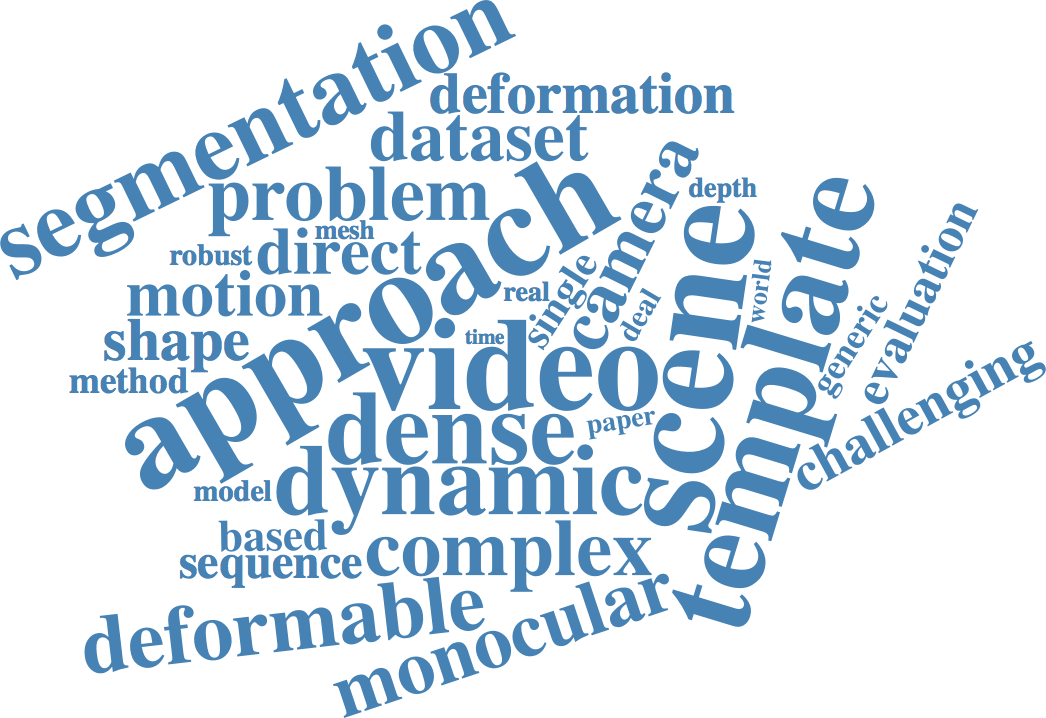 segmentation
deformation
dataset
problem
camera
depth
mesh
robust
direct
approach
scene
template
evaluation
motion
real
single
deal
world
generic
shape
time
video
method
challenging
dense
paper
dynamic
model
based
complex
sequence
deformable
monocular